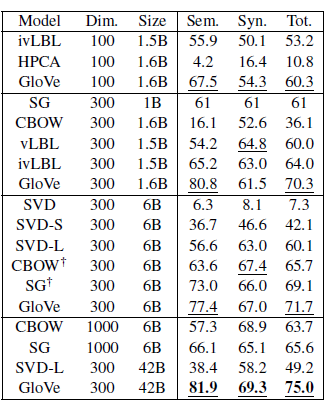 Model Dim. Size Sem. Syn. Tot.
ivLBL 100 1.5B 55.9 50.1 53.2
HPCA 100 1.6B 4.2 16.4 10.8
GloVe 100 1.6B 67.5 54.3 60.3
SG 300 1B 61 61 61
CBOW 300 1.6B 16.1 52.6 36.1
vLBL 300 1.5B 54.2 64.8 60.0
ivLBL 300 1.5B 65.2 63.0 64.0
GloVe 300 1.6B 80.8 61.5 70.3
SVD 300 6B 6.3 8.1 7.3
SVD-S 300 6B 36.7 46.6 42.1
SVD-L 300 6B 56.6 63.0 60.1
CBOW† 300 6B 63.6 67.4 65.7
SG† 300 6B 73.0 66.0 69.1
GloVe 300 6B 77.4 67.0 71.7
CBOW 1000 6B 57.3 68.9 63.7
SG 1000 6B 66.1 65.1 65.6
SVD-L 300 42B 38.4 58.2 49.2
GloVe 300 42B 81.9 69.3 75.0